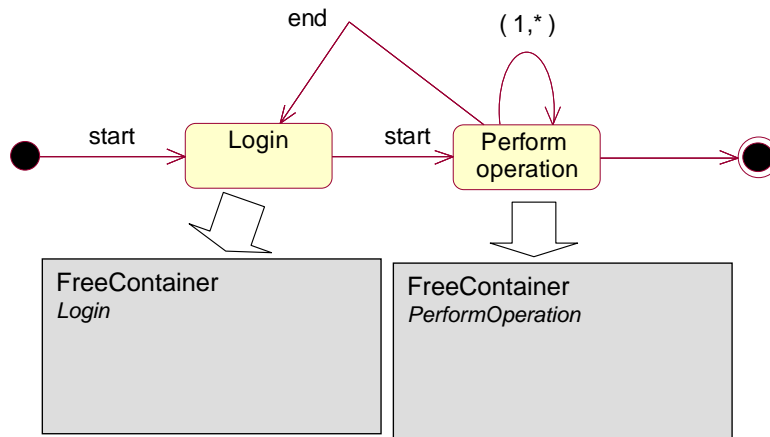 end
( 1,* )
start
Login
start
Perform
operation
FreeContainer
Login
FreeContainer
PerformOperation